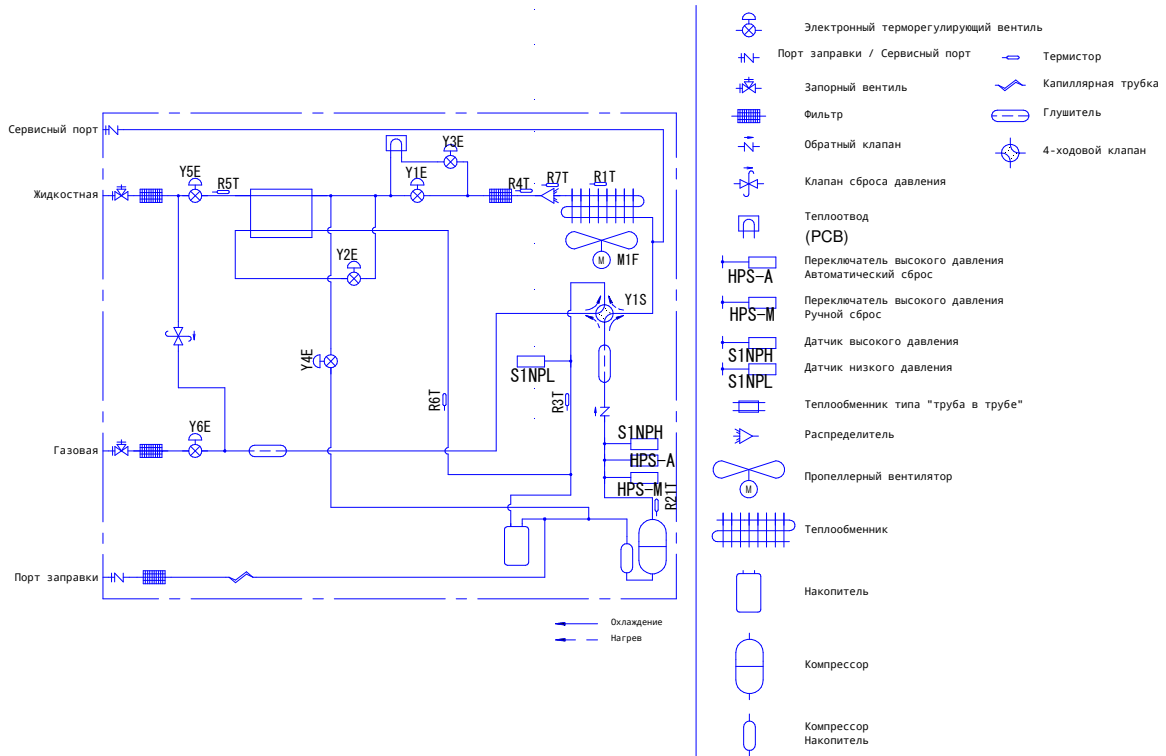 Сервисный порт
Жидкостная
Газовая
Порт заправки
Y3E
Y5E
R5T
Y1E
R4T
R7T
R1T
M
M1F
Y2E
Y1S
Y4E
S1NPL
R6T
R3T
Y6E
S1NPH
HPS-A
HPS-M
R21T
Охлаждение
Нагрев
Электронный терморегулирующий вентиль
Порт заправки / Сервисный порт
Термистор
Запорный вентиль
Капиллярная трубка
Фильтр
Глушитель
Обратный клапан
4-ходовой клапан
Клапан сброса давления
Теплоотвод
(PCB)
Переключатель высокого давления
Автоматический сброс
HPS-A
Переключатель высокого давления
Ручной сброс
HPS-M
Датчик высокого давления
S1NPH
Датчик низкого давления
S1NPL
Теплообменник типа "труба в трубе"
Распределитель
Пропеллерный вентилятор
M
Теплообменник
Накопитель
Компрессор
Компрессор
Накопитель